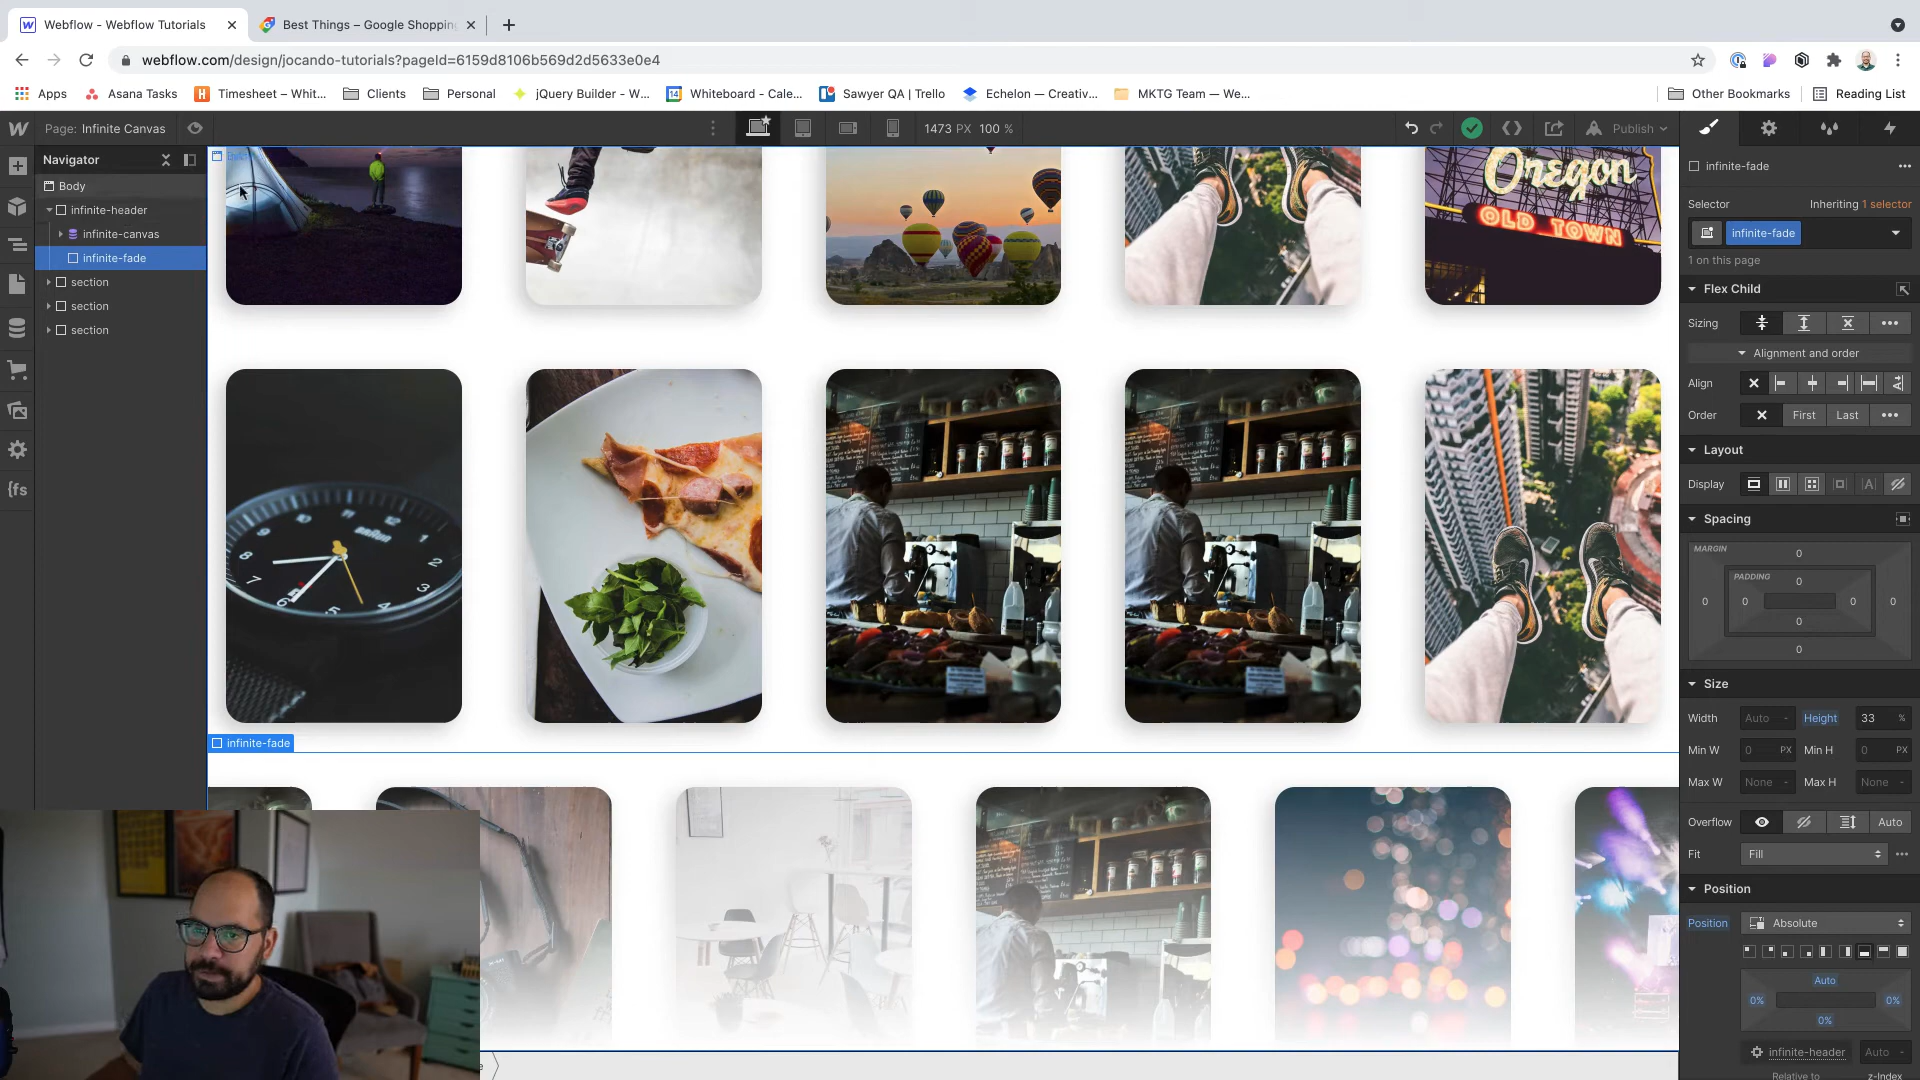 Webflow - Webflow Tutorials
Best Things – Google Shopping
webflow.com/design/jocando-tutorials?pageId=6159d8106b569d2d5633e0e4
Apps
Asana Tasks
Timesheet – Whit...
Clients
Personal
jQuery Builder - W...
Whiteboard - Cale...
Sawyer QA | Trello
Echelon — Creativ...
MKTG Team — We...
Other Bookmarks
Reading List
Page: Infinite Canvas
1473 PX 100 %
Publish
Navigator
Body
infinite-header
infinite-canvas
infinite-fade
section
section
section
Oregon
OLD TOWN
BRAUN
infinite-fade
infinite-fade
Selector
Inheriting 1 selector
infinite-fade
1 on this page
Flex Child
Sizing
Alignment and order
Align
Order
First
Last
Layout
Display
Spacing
MARGIN
0
PADDING
0
0
0
0
0
0
0
Size
Width
Auto
-
Height
33
%
Min W
0
PX
Min H
0
PX
Max W
None
-
Max H
None
-
Overflow
Auto
Fit
Fill
Position
Position
Absolute
Auto
0%
0%
0%
infinite-header
Auto
-
Relative to
z-Index